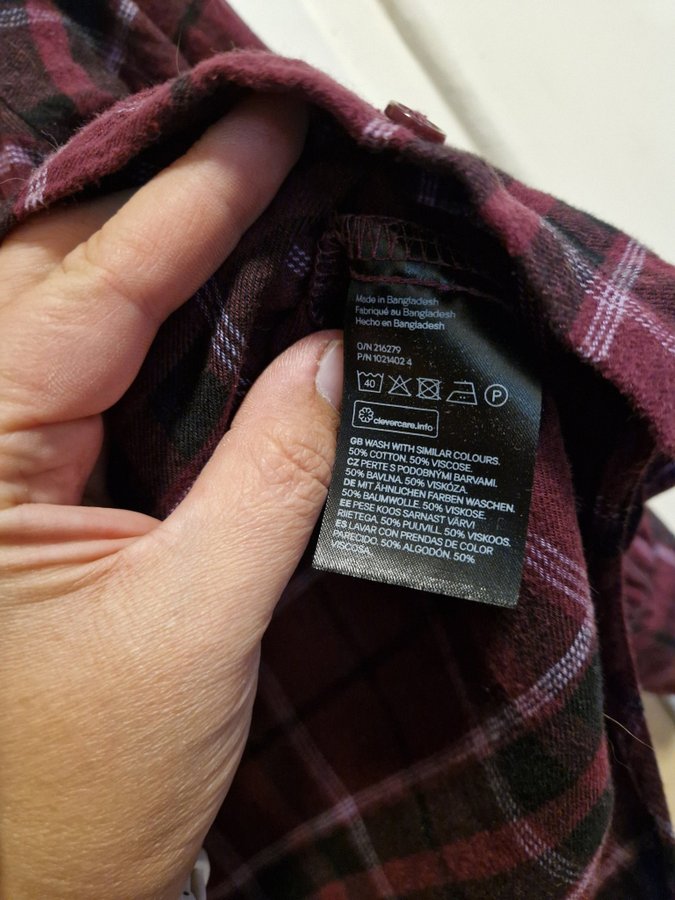 Made in Bangladesh
Fabriqué au Bangladesh
Hecho en Bangladesh
O/N 216279
P/N 1021402 4
40 P
clevercare.info
GB WASH WITH SIMILAR COLOURS.
50% COTTON. 50% VISCOSE.
CZ PERTE S PODOBNÝMI BARVAMI.
50% BAVLNA. 50% VISKÓZA.
DE MIT ÄHNLICHEN FARBEN WASCHEN.
50% BAUMWOLLE. 50% VISKOSE.
EE PESE KOOS SARNAST VÄRVI
RIIETEGA. 50% PUUVILL. 50% VISKOOS.
ES LAVAR CON PRENDAS DE COLOR
PARECIDO. 50% ALGODÓN. 50%
VISCOSA.